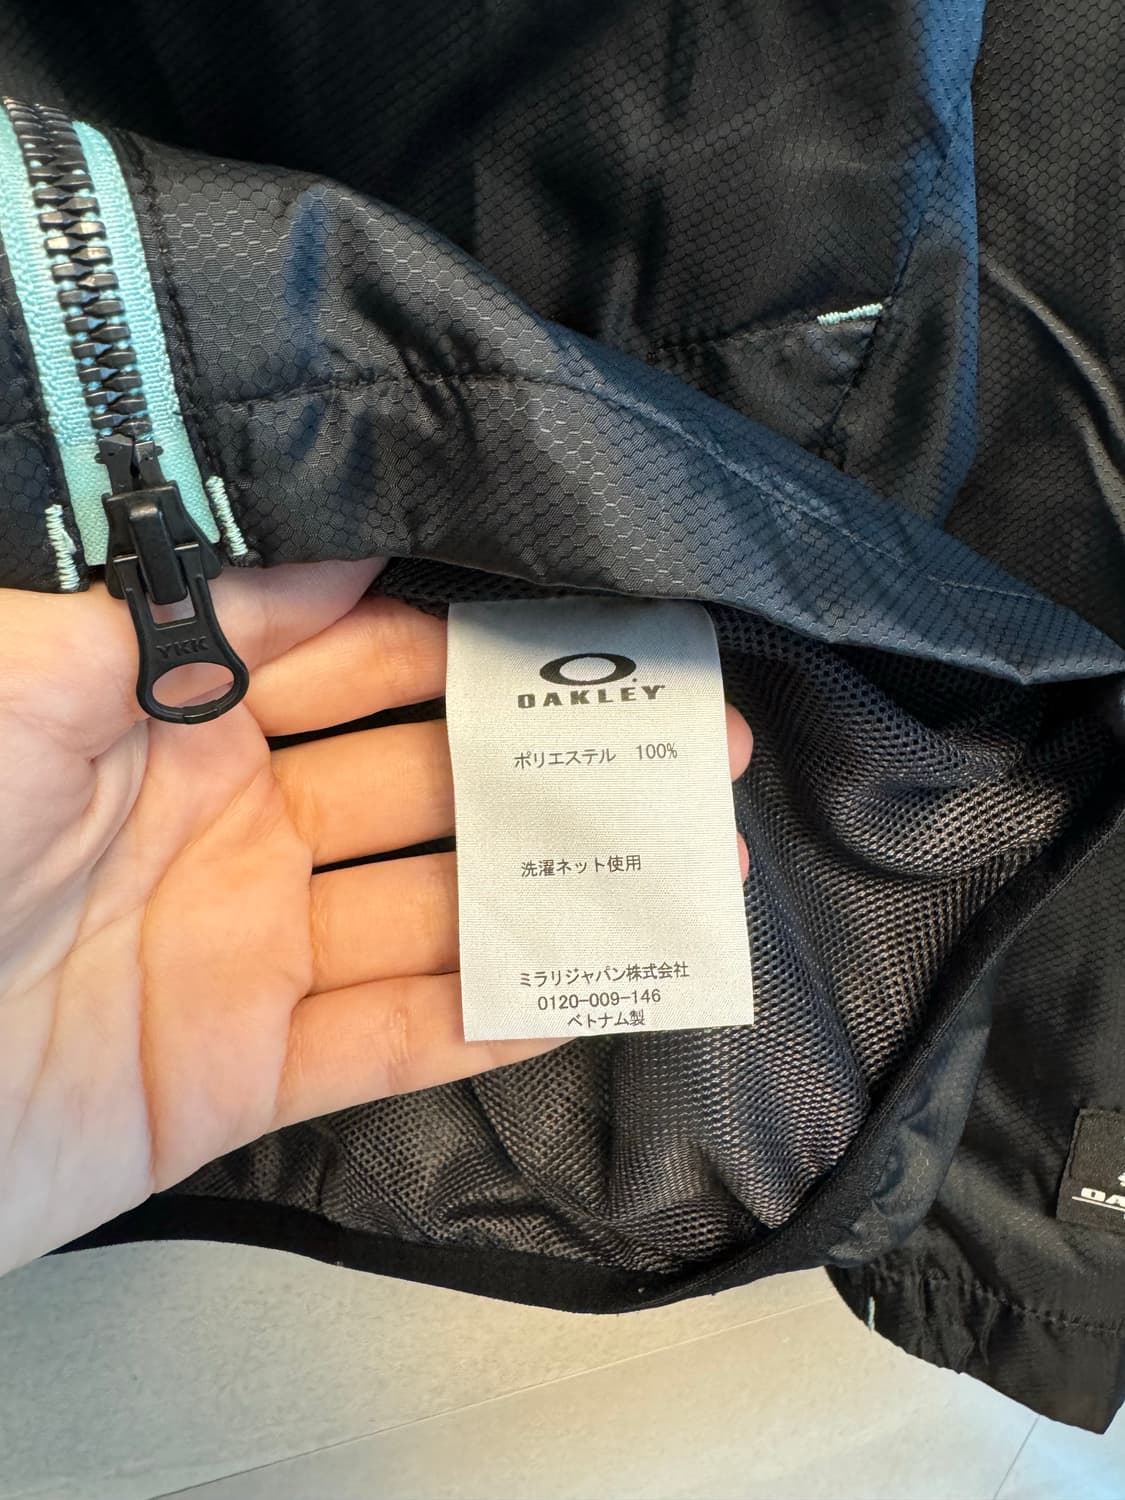 YKK
OAKLEY
ポリエステル 100%
洗濯ネット使用
ミラリジャパン株式会社
0120-009-146
ベトナム製